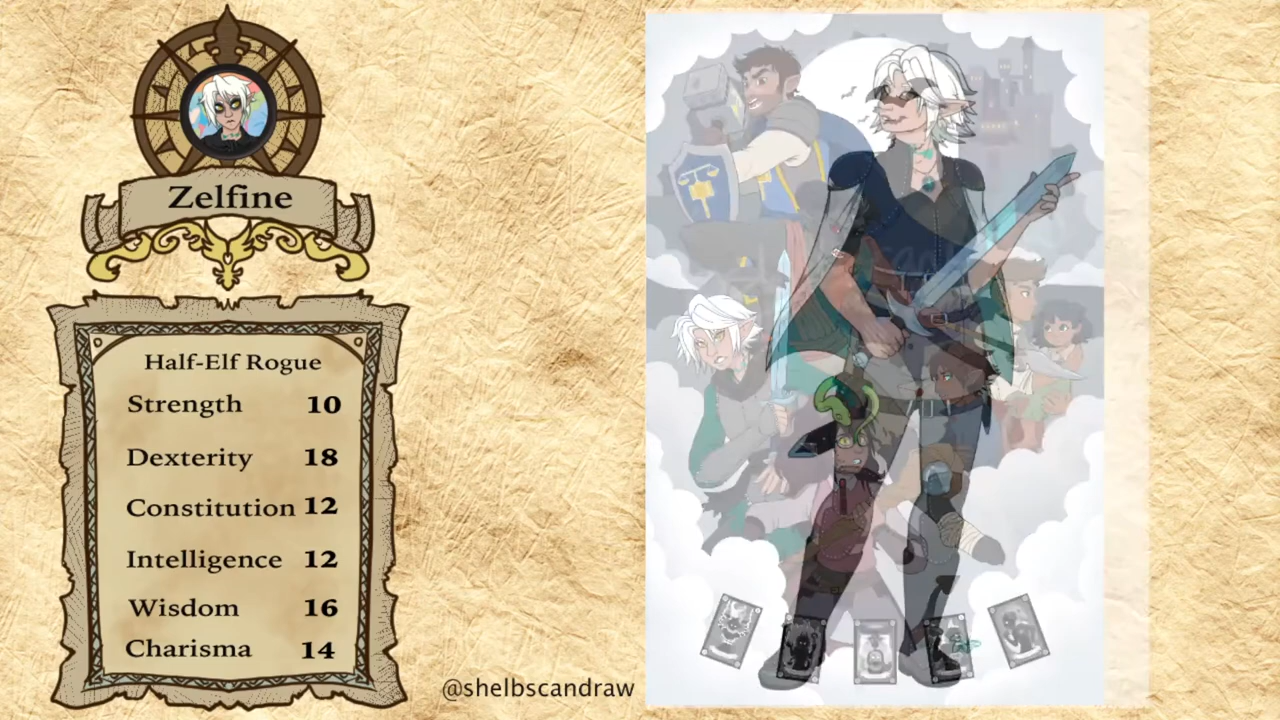 Zelfine
Half-Elf Rogue
Strength 10
Dexterity 18
Constitution 12
Intelligence 12
Wisdom 16
Charisma 14
@shelbscandraw